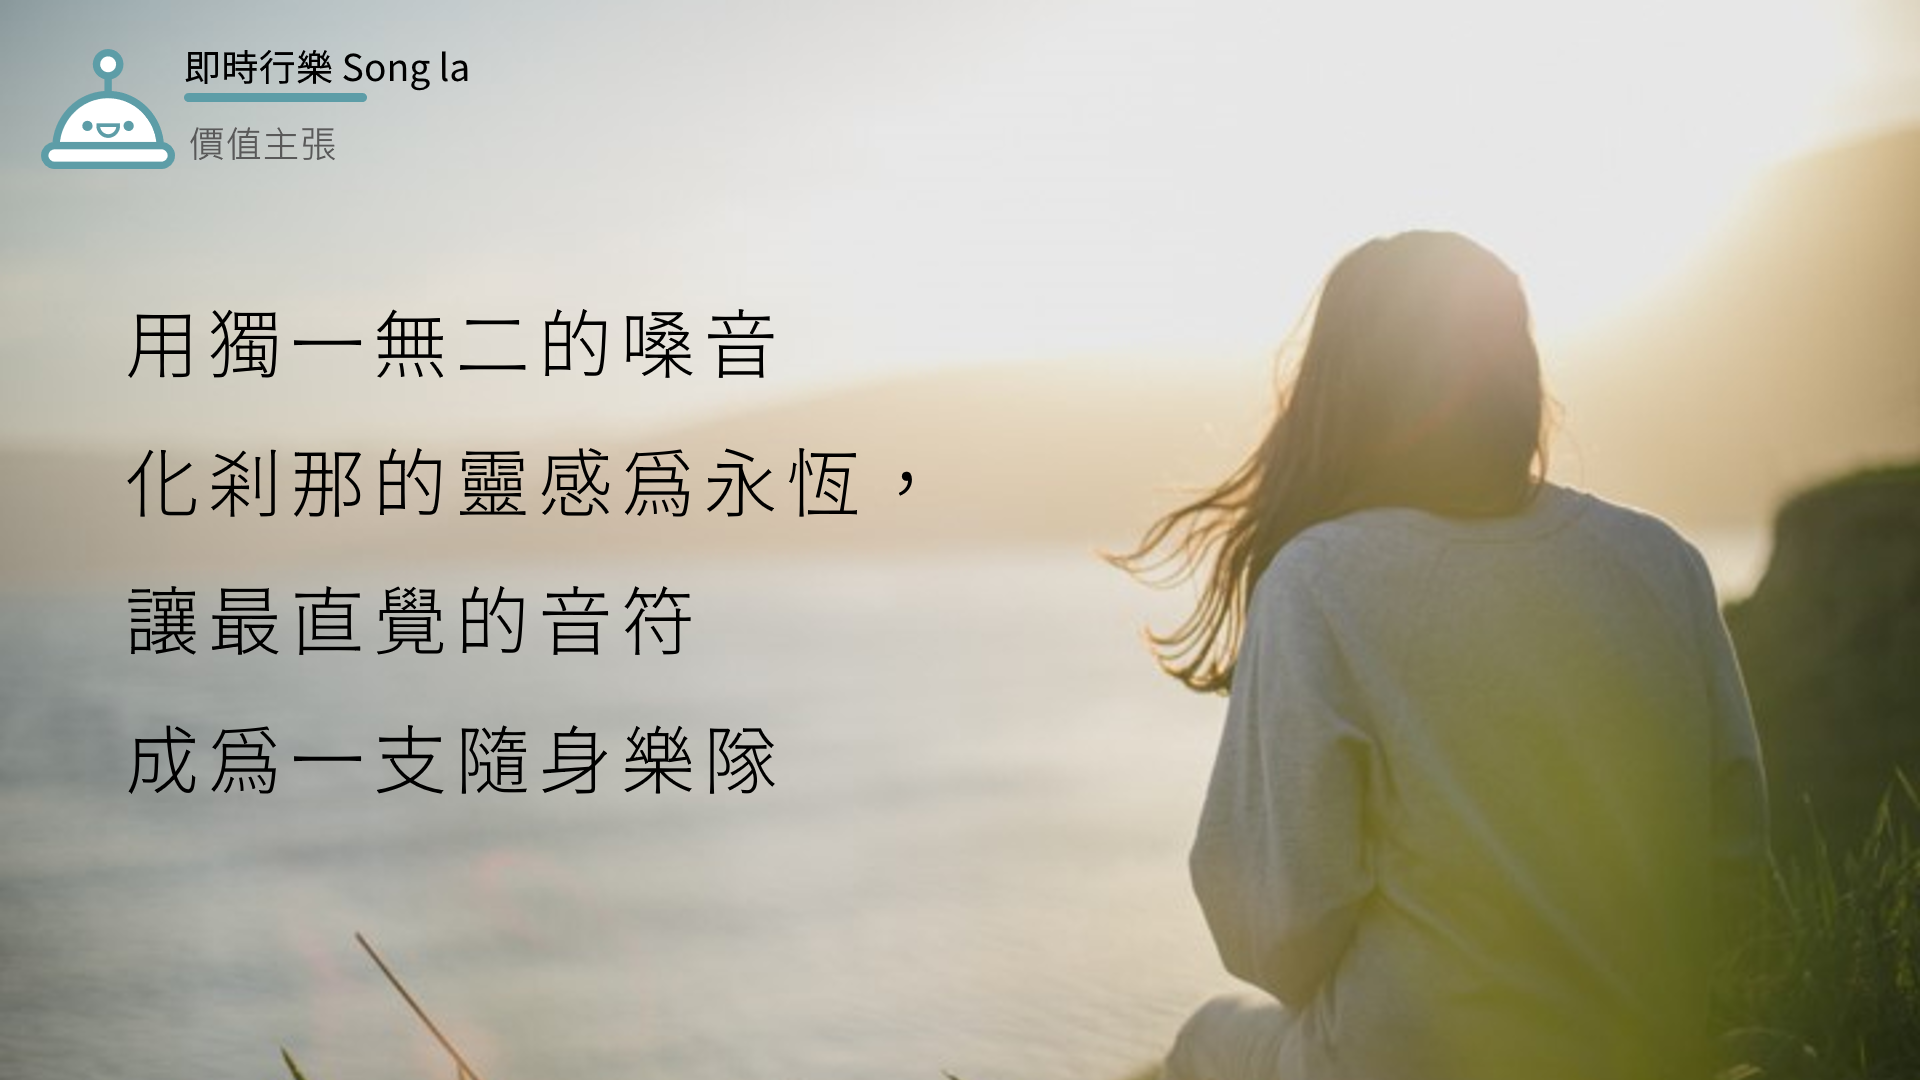 即時行樂 Song la
價值主張
用獨一無二的嗓音
化剎那的靈感爲永恆，
讓最直覺的音符
成爲一支隨身樂隊